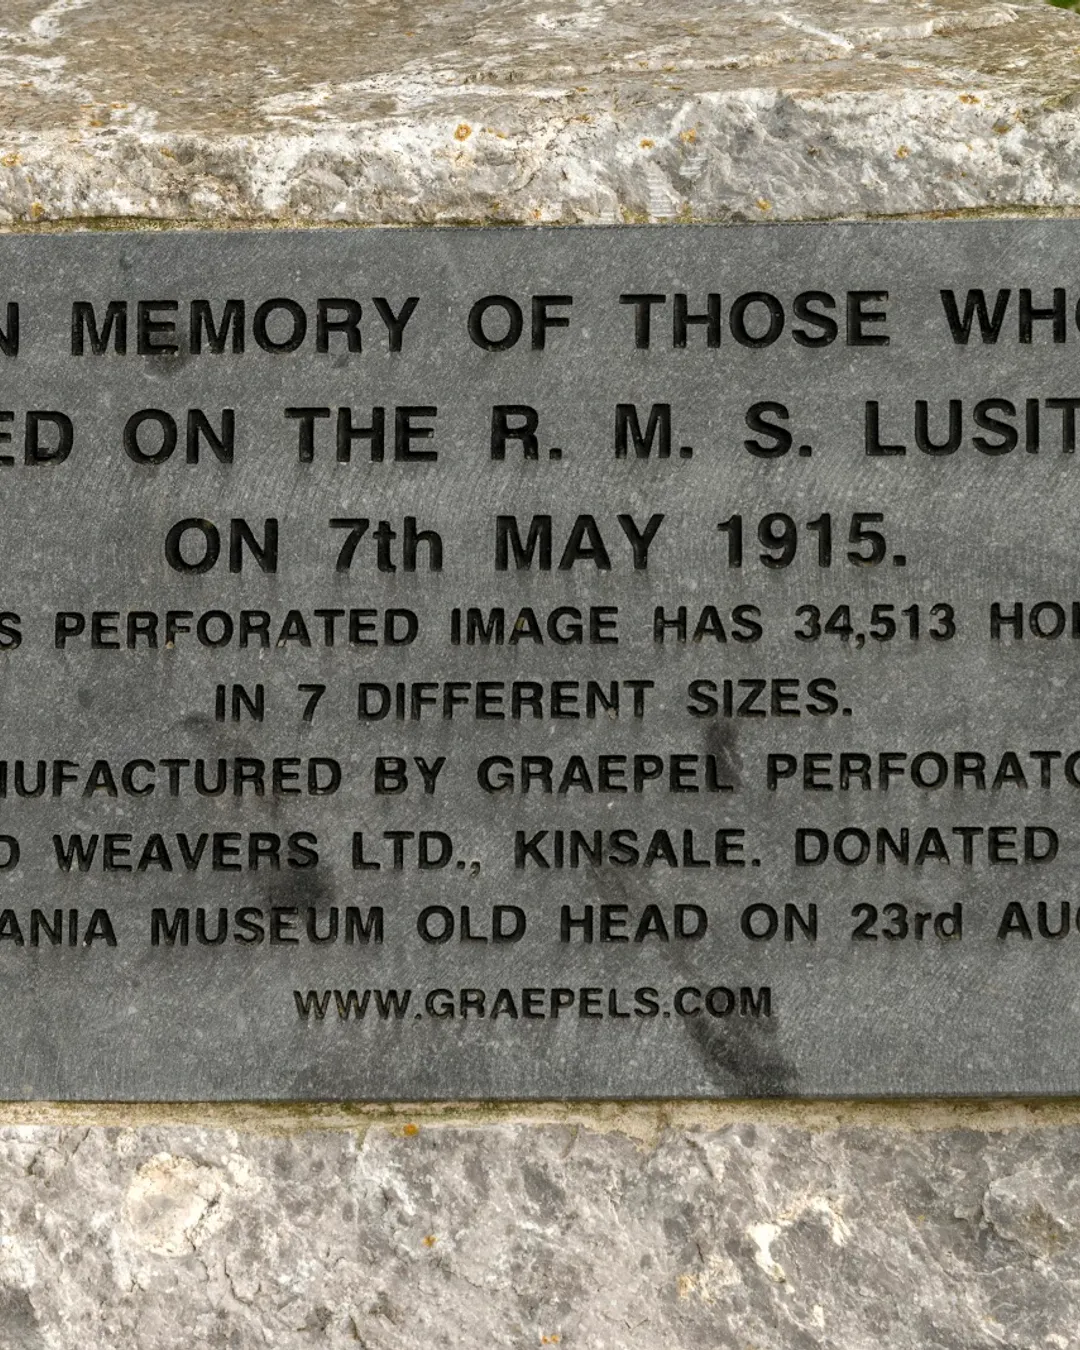 N MEMORY OF THOSE WHO
ED ON THE R. M. S. LUSIT
ON 7th MAY 1915.
S PERFORATED IMAGE HAS 34,513 HOL
IN 7 DIFFERENT SIZES.
NUFACTURED BY GRAEPEL PERFORATO
D WEAVERS LTD., KINSALE. DONATED
ANIA MUSEUM OLD HEAD ON 23rd AUG
WWW.GRAEPELS.COM